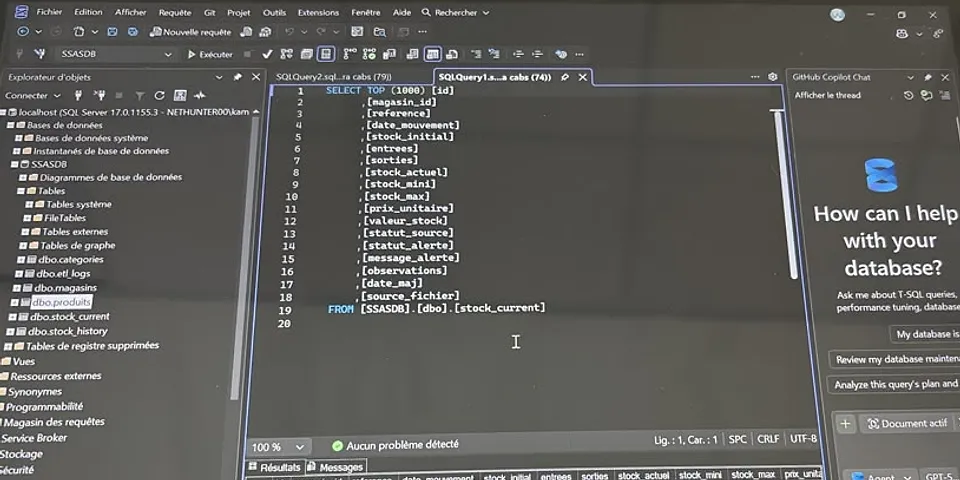 Fichier Edition Affichage Requête Git Projet Outils Extensions Fenêtre Aide Rechercher
Nouvelle requête
SSASDB Exécuter
Explorateur d'objets
Connecter
localhost (SQL Server 17.0.1155.3 - NETHUNTER00\kam
Bases de données
Bases de données système
Instantanés de base de données
SSASDB
Diagrammes de base de données
Tables
Tables système
FileTables
Tables externes
Tables de graphe
dbo.categories
dbo.etl_logs
dbo.magasins
dbo.produits
dbo.stock_current
dbo.stock_history
Tables de registre supprimées
Vues
Ressources externes
Synonymes
Programmabilité
Magasin des requêtes
Service Broker
Stockage
Sécurité
SQLQuery2.sql...ra cabs (79)) SQLQuery1.s...a cabs (74))
1 SELECT TOP (1000) [id]
2 ,[magasin_id]
3 ,[reference]
4 ,[date_mouvement]
5 ,[stock_initial]
6 ,[entrees]
7 ,[sorties]
8 ,[stock_actuel]
9 ,[stock_mini]
10 ,[stock_max]
11 ,[prix_unitaire]
12 ,[valeur_stock]
13 ,[statut_source]
14 ,[statut_alerte]
15 ,[message_alerte]
16 ,[observations]
17 ,[date_maj]
18 ,[source_fichier]
19 FROM [SSASDB].[dbo].[stock_current]
20
100 % Aucun problème détecté Lig. : 1, Car. : 1 SPC CRLF UTF-8
Résultats Messages
date_mouvement stock_initial entrees sorties stock_actuel stock_mini stock_max prix_unita
GitHub Copilot Chat
Afficher le thread
How can I help
with your
database?
Ask me about T-SQL queries,
performance tuning, database
My database is
Review my database mainten
Analyze this query's plan and
Document actif
Agent GPT-5